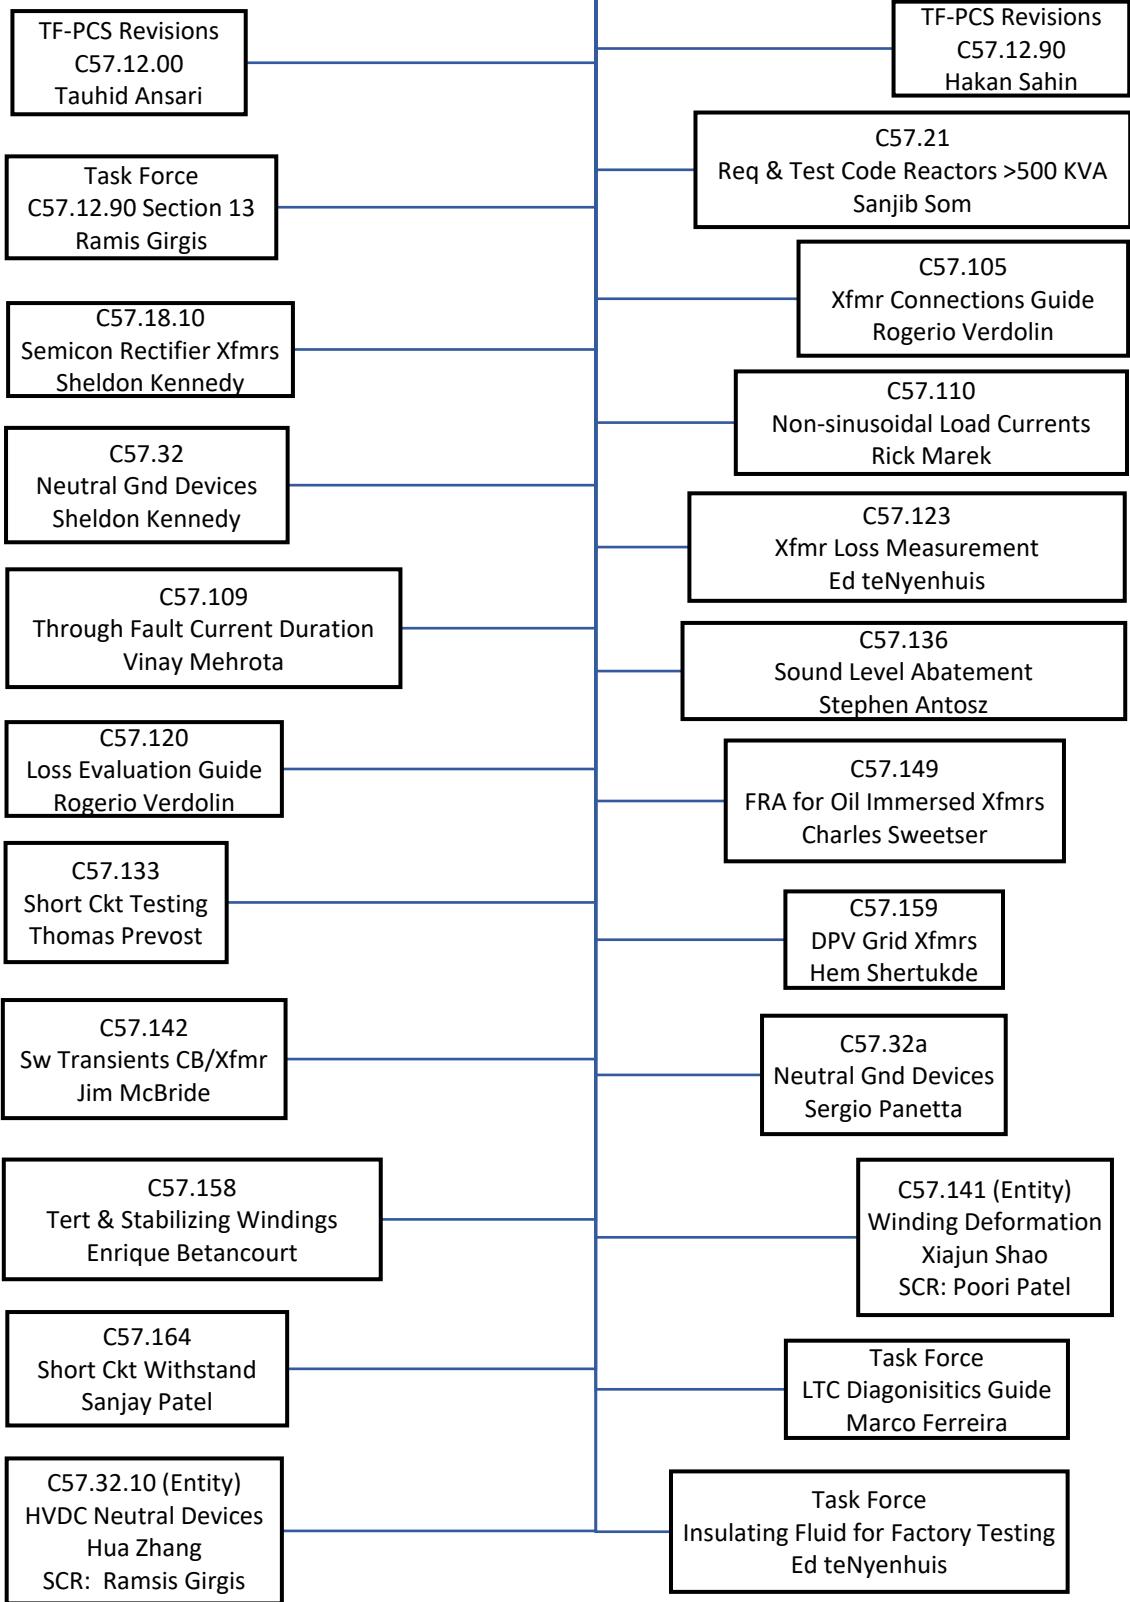 TF-PCS Revisions
C57.12.00
Tauhid Ansari
Task Force
C57.12.90 Section 13
Ramis Girgis
C57.18.10
Semicon Rectifier Xfmrs
Sheldon Kennedy
C57.32
Neutral Gnd Devices
Sheldon Kennedy
C57.109
Through Fault Current Duration
Vinay Mehrota
C57.120
Loss Evaluation Guide
Rogerio Verdolin
C57.133
Short Ckt Testing
Thomas Prevost
C57.142
Sw Transients CB/Xfmr
Jim McBride
C57.158
Tert & Stabilizing Windings
Enrique Betancourt
C57.164
Short Ckt Withstand
Sanjay Patel
C57.32.10 (Entity)
HVDC Neutral Devices
Hua Zhang
SCR:  Ramsis Girgis
TF-PCS Revisions
C57.12.90
Hakan Sahin
C57.21
Req & Test Code Reactors >500 KVA
Sanjib Som
C57.105
Xfmr Connections Guide
Rogerio Verdolin
C57.110
Non-sinusoidal Load Currents
Rick Marek
C57.123
Xfmr Loss Measurement
Ed teNyenhuis
C57.136
Sound Level Abatement
Stephen Antosz
C57.149
FRA for Oil Immersed Xfmrs
Charles Sweetser
C57.159
DPV Grid Xfmrs
Hem Shertukde
C57.32a
Neutral Gnd Devices
Sergio Panetta
C57.141 (Entity)
Winding Deformation
Xiajun Shao
SCR: Poori Patel
Task Force
LTC Diagonisitics Guide
Marco Ferreira
Task Force
Insulating Fluid for Factory Testing
Ed teNyenhuis